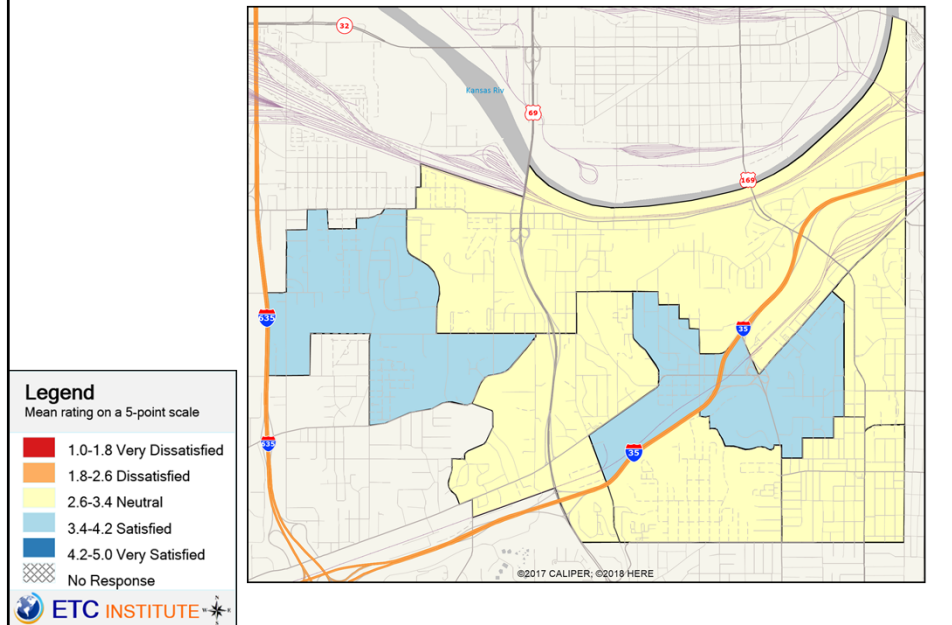 32
Kansas Riv
69
169
635
35
635
35
Legend
Mean rating on a 5-point scale
1.0-1.8 Very Dissatisfied
1.8-2.6 Dissatisfied
2.6-3.4 Neutral
3.4-4.2 Satisfied
4.2-5.0 Very Satisfied
No Response
©2017 CALIPER; ©2018 HERE
ETC INSTITUTE
W N E S